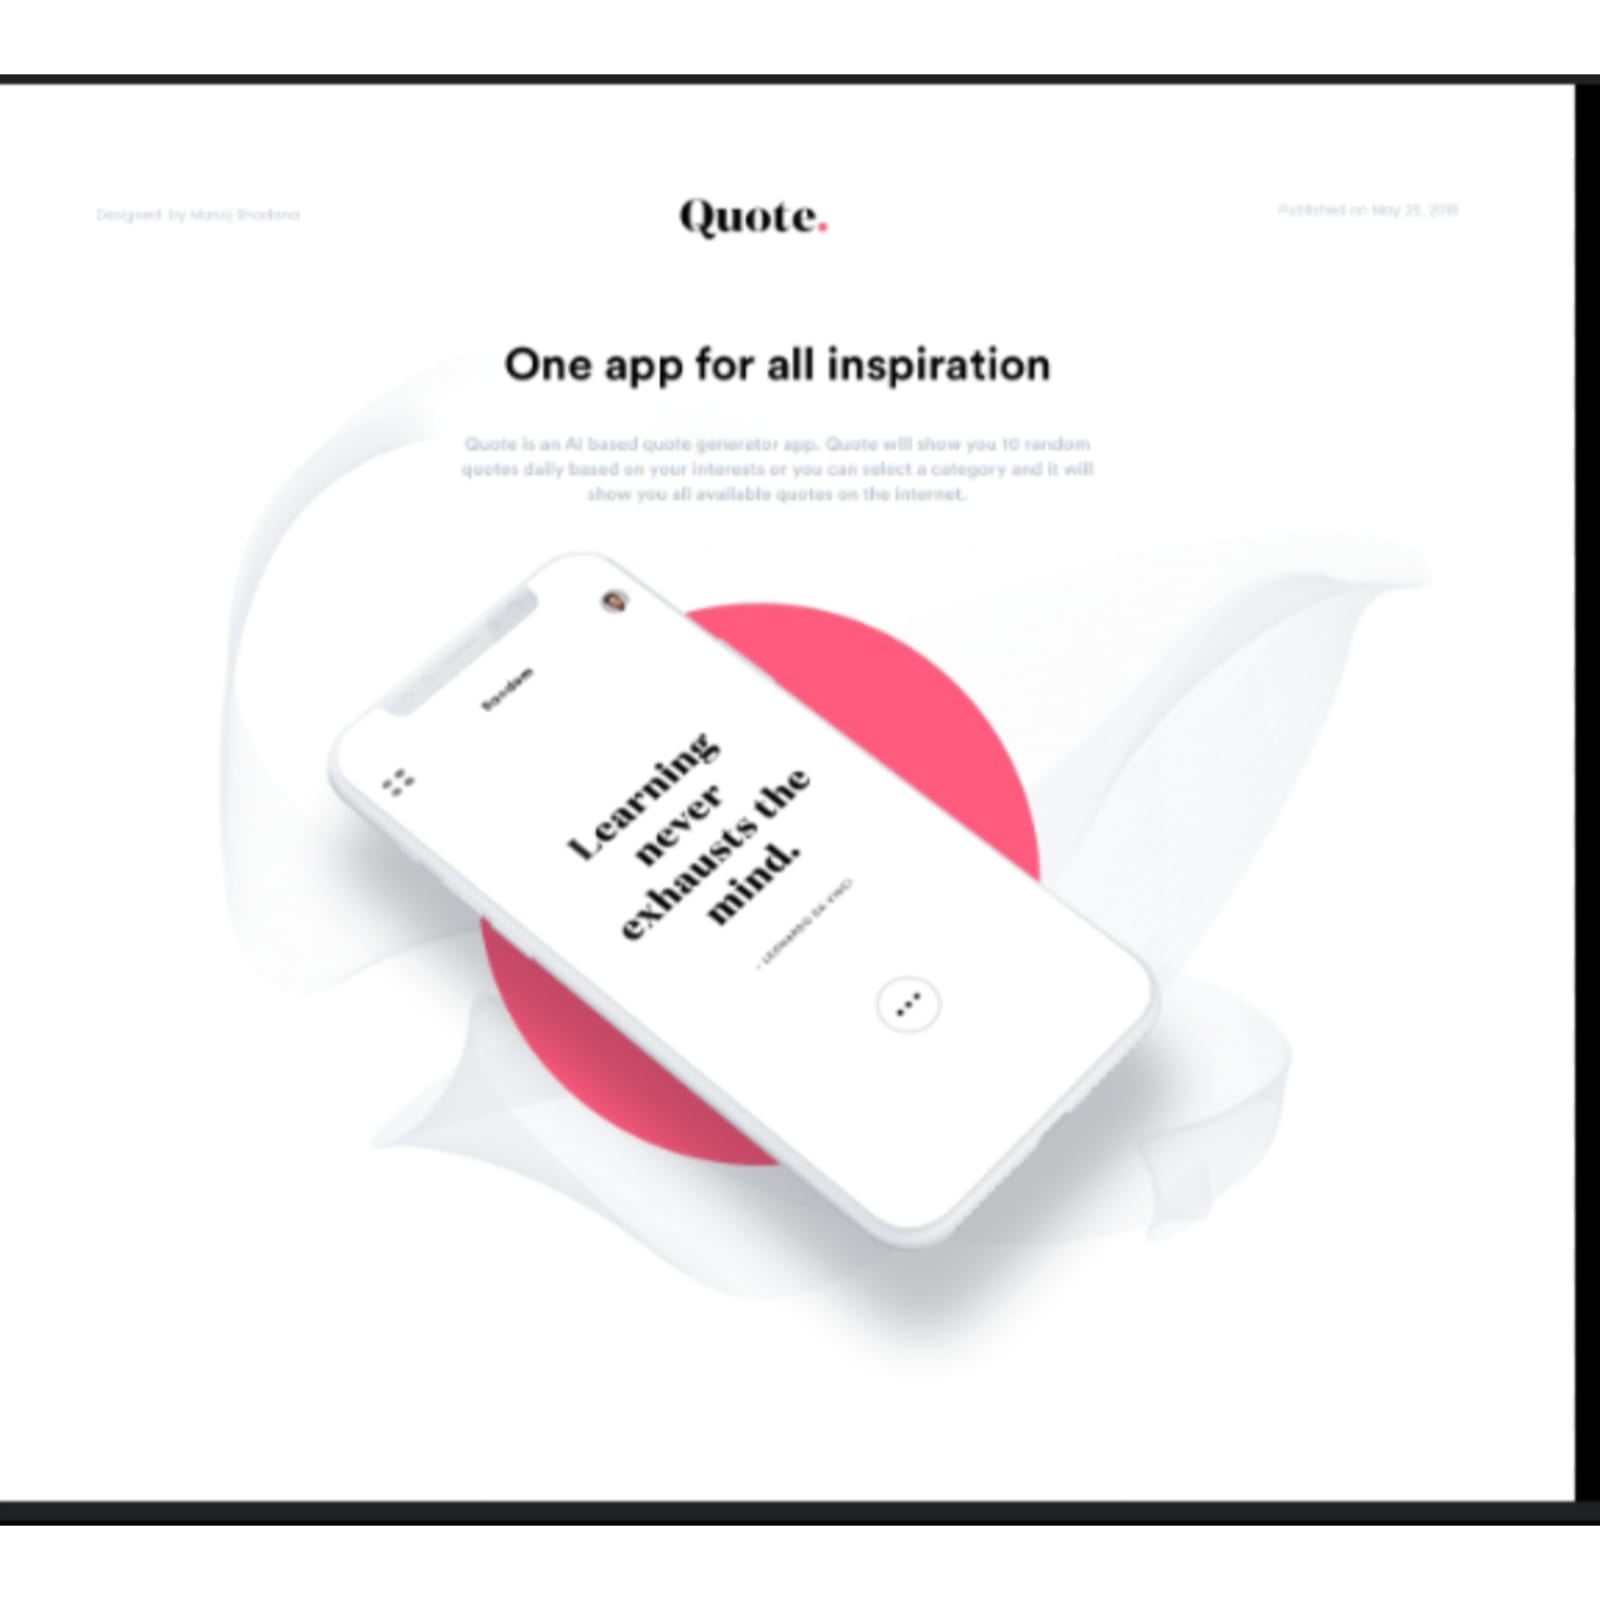 Designed by Manoj Bhadana
Quote.
Published on May 28, 2018
One app for all inspiration
Quote is an AI based quote generator app. Quote will show you 10 random
quotes daily based on your interests or you can select a category and it will
show you all available quotes on the internet.
Random
Learning
never
exhausts the
mind.
- LEONARDO DA VINCI